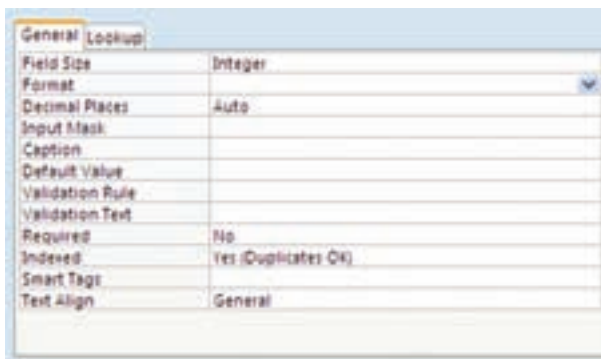 General Lookup
Field Size Integer
Format
Decimal Places Auto
Input Mask
Caption
Default Value
Validation Rule
Validation Text
Required No
Indexed Yes (Duplicates OK)
Smart Tags
Text Align General